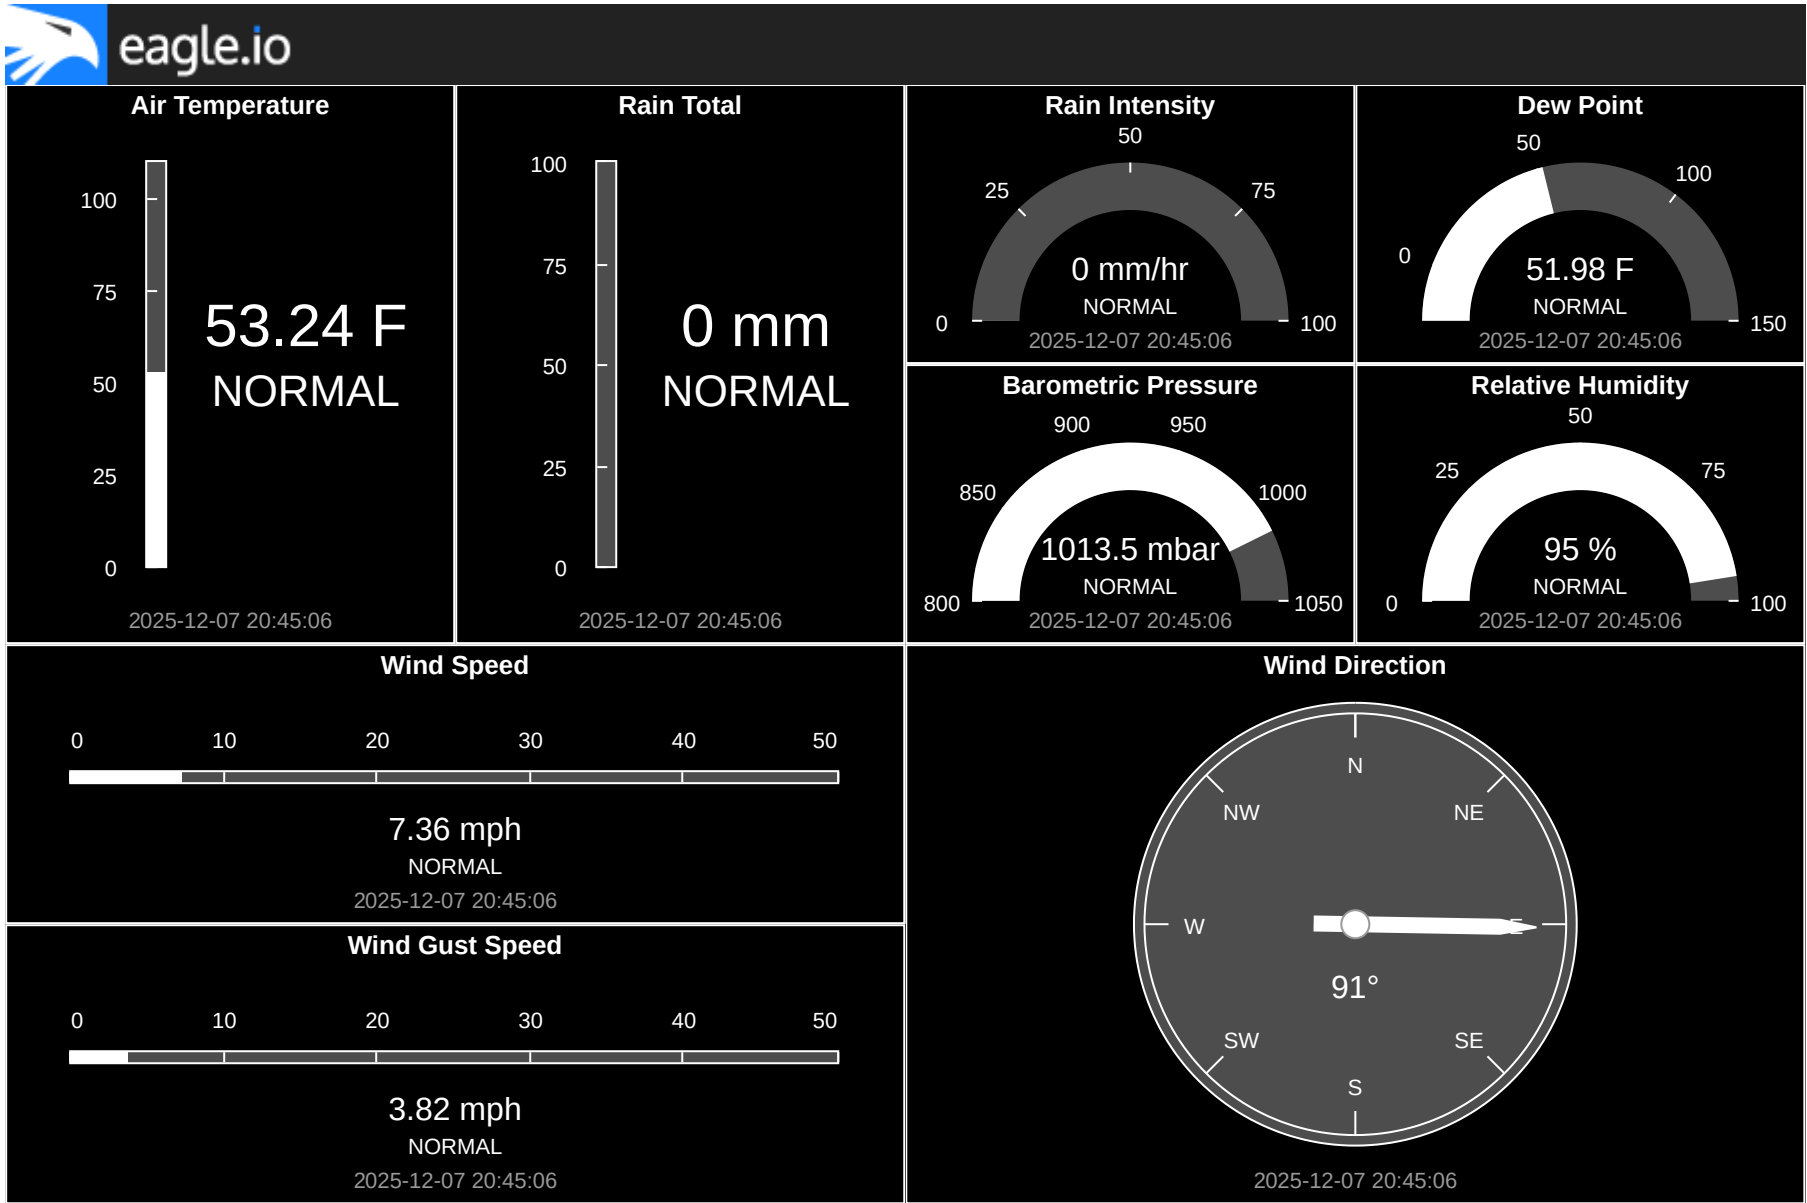 eagle.io
Air Temperature
100
75
50
25
0
53.24 F
NORMAL
2025-12-07 20:45:06
Rain Total
100
75
50
25
0
0 mm
NORMAL
2025-12-07 20:45:06
Rain Intensity
0
25
50
75
100
0 mm/hr
NORMAL
2025-12-07 20:45:06
Dew Point
0
50
100
150
51.98 F
NORMAL
2025-12-07 20:45:06
Barometric Pressure
800
850
900
950
1000
1050
1013.5 mbar
NORMAL
2025-12-07 20:45:06
Relative Humidity
0
25
50
75
100
95 %
NORMAL
2025-12-07 20:45:06
Wind Speed
0 10 20 30 40 50
7.36 mph
NORMAL
2025-12-07 20:45:06
Wind Gust Speed
0 10 20 30 40 50
3.82 mph
NORMAL
2025-12-07 20:45:06
Wind Direction
N
NW NE
W E
91°
SW SE
S
2025-12-07 20:45:06